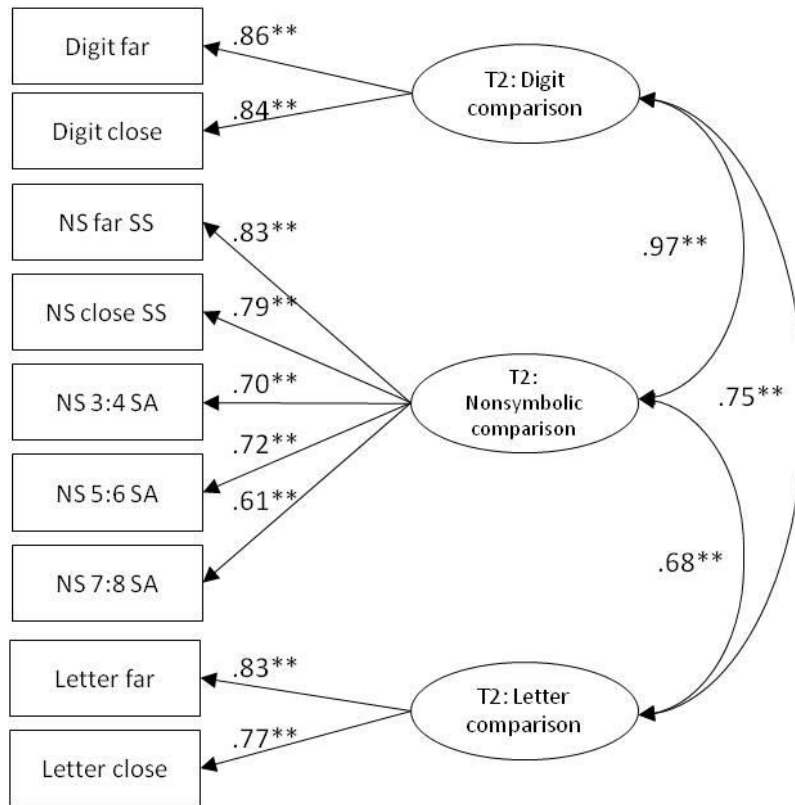 Digit far
.86**
T2: Digit
comparison
Digit close
.84**
NS far SS
.83**
.97**
NS close SS
.79**
NS 3:4 SA
.70**
T2:
Nonsymbolic
comparison
.75**
NS 5:6 SA
.72**
.61**
NS 7:8 SA
.68**
Letter far
.83**
T2: Letter
comparison
Letter close
.77**